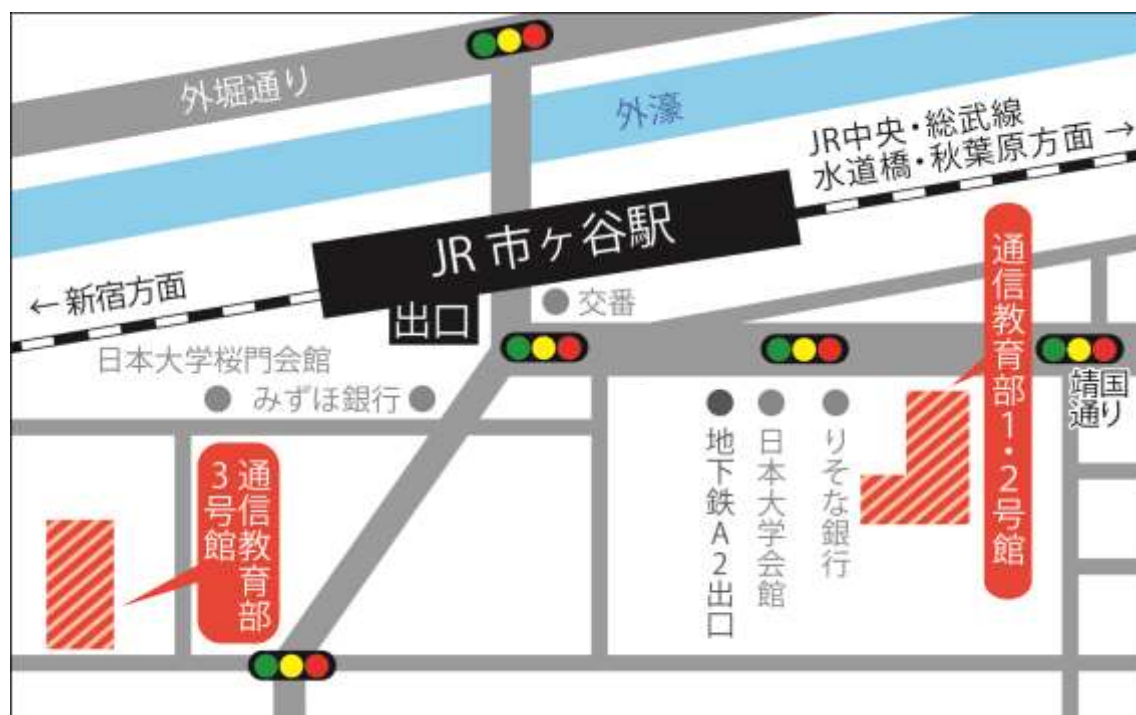 外堀通り
外濠
JR中央・総武線
水道橋・秋葉原方面 →
JR 市ヶ谷駅
← 新宿方面
出口
交番
日本大学桜門会館
みずほ銀行
靖国
通り
通信教育部1・2号館
地下鉄A2出口
日本大学会館
りそな銀行
通信教育部
3号館